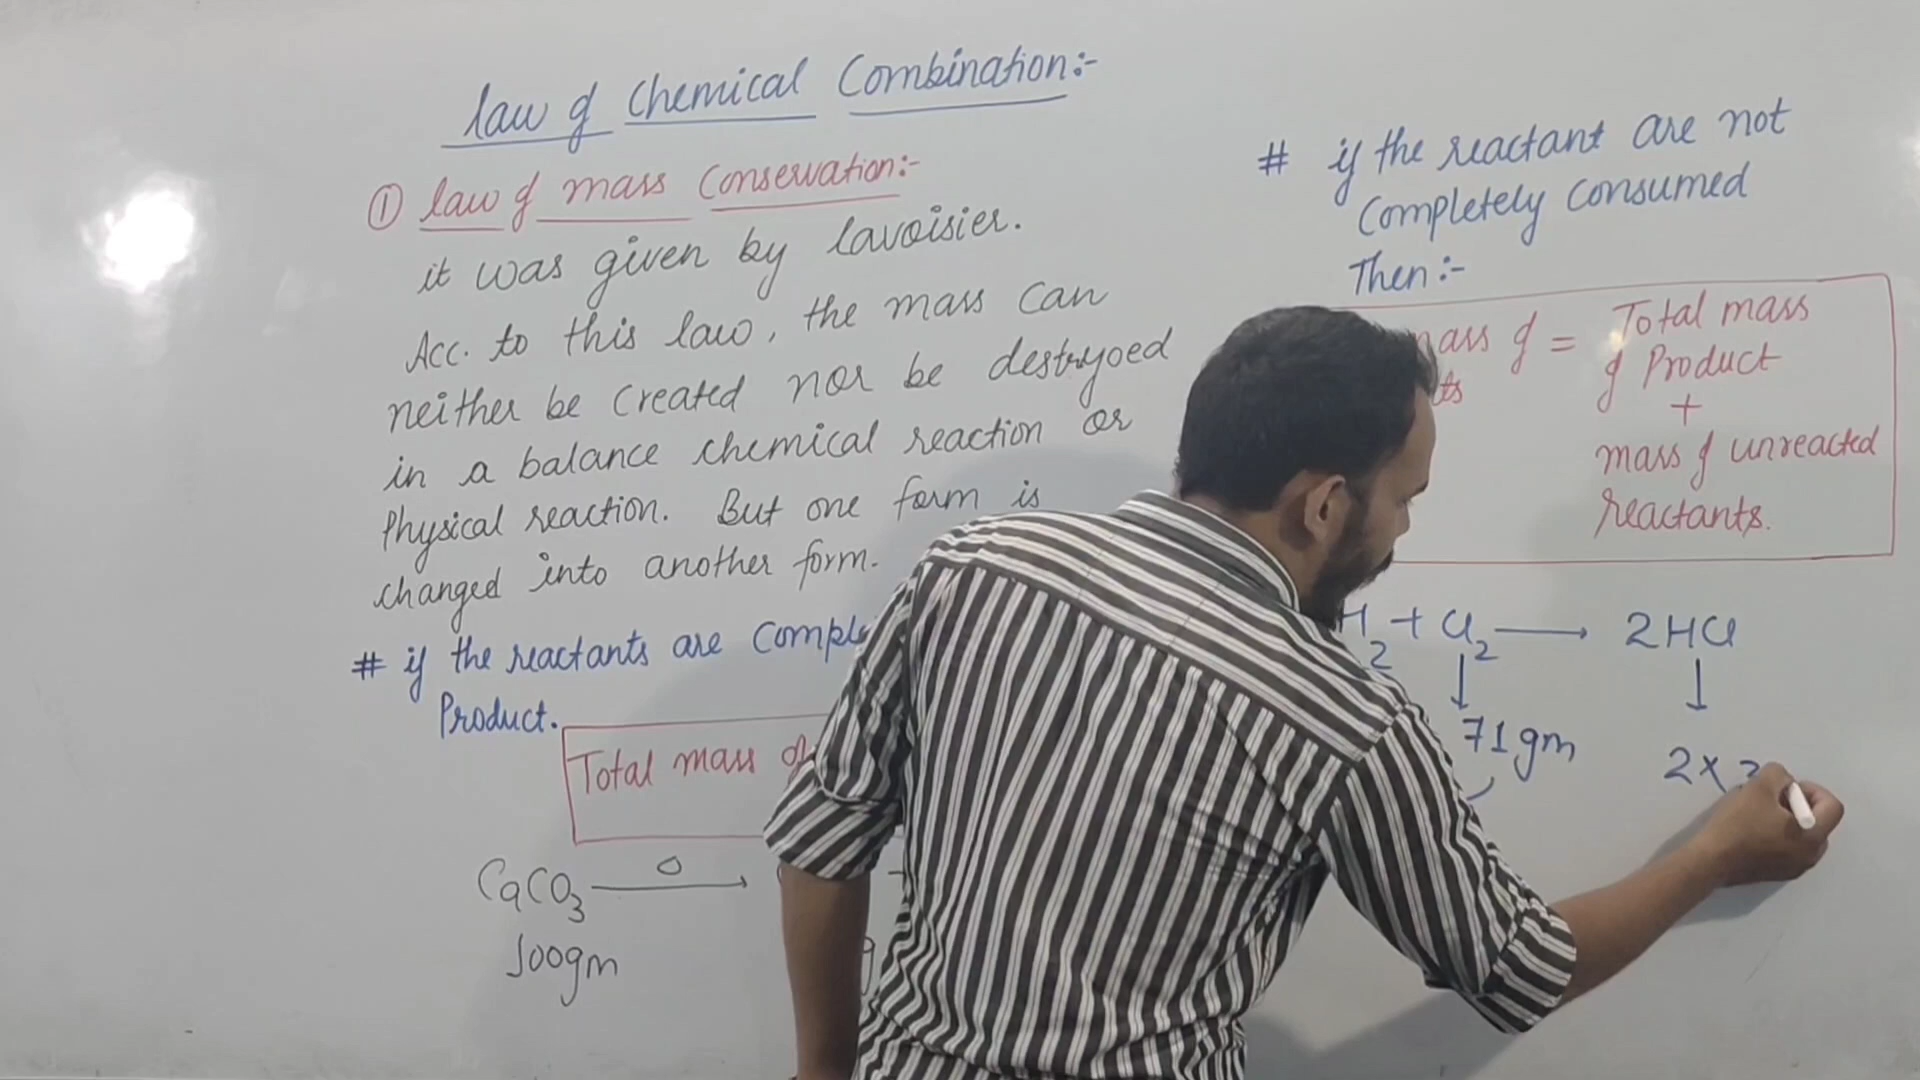 law of Chemical Combination:-
① law of mass Conservation:-
it was given by lavoisier.
Acc. to this law, the mass can
neither be created nor be destryoed
in a balance chemical reaction or
Physical reaction. But one form is
changed into another form.
# if the reactants are
Product.
Total mass of
CaCO₃ ⟶ Δ
100gm
# if the reactant are not
Completely consumed
Then:-
of = Total mass
of Product
+
mass of unreacted
reactants.
H₂ + Cl₂ ⟶ 2HCl
↓ ↓
71gm 2×